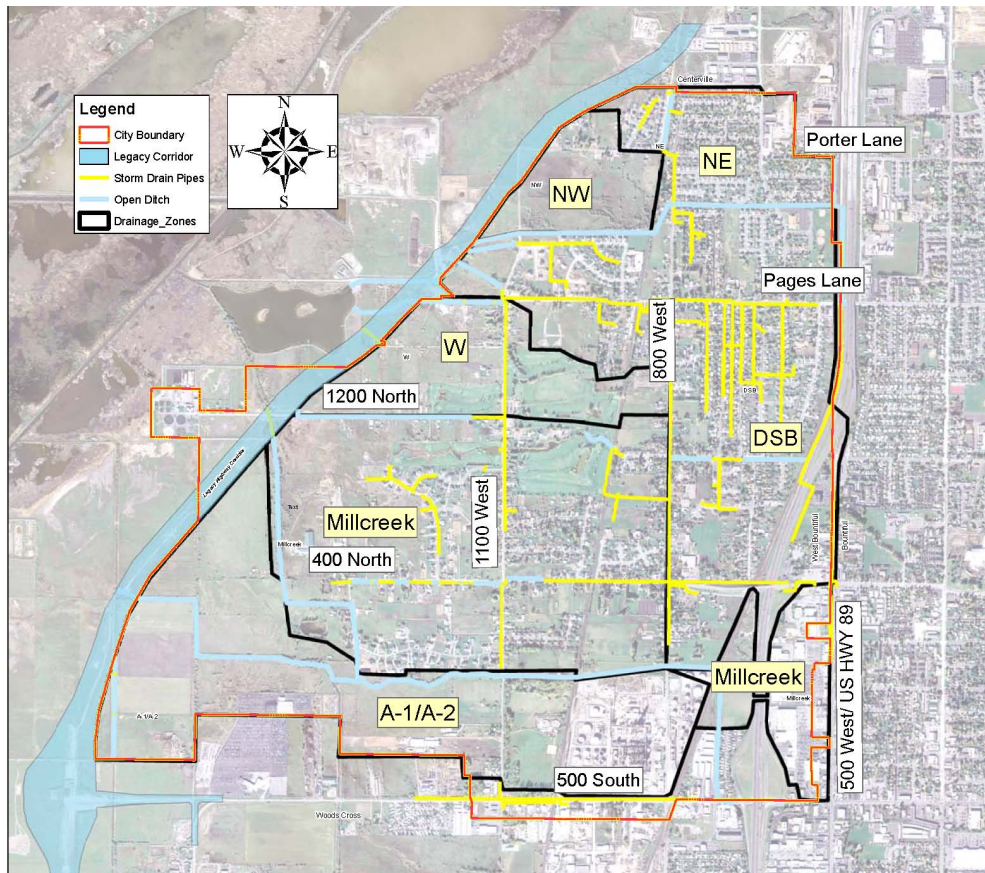 Legend
City Boundary
Legacy Corridor
Storm Drain Pipes
Open Ditch
Drainage_Zones
N
W
E
S
Centerville
Porter Lane
NE
NE
NW
NW
Pages Lane
800 West
W
W
1200 North
DSB
DSB
Legacy Highway Corridor
1100 West
Millcreek
Millcreek
400 North
West Bountiful
Bountiful
500 West/ US HWY 89
Millcreek
Millcreek
A-1/A-2
A-1/A-2
500 South
Woods Cross